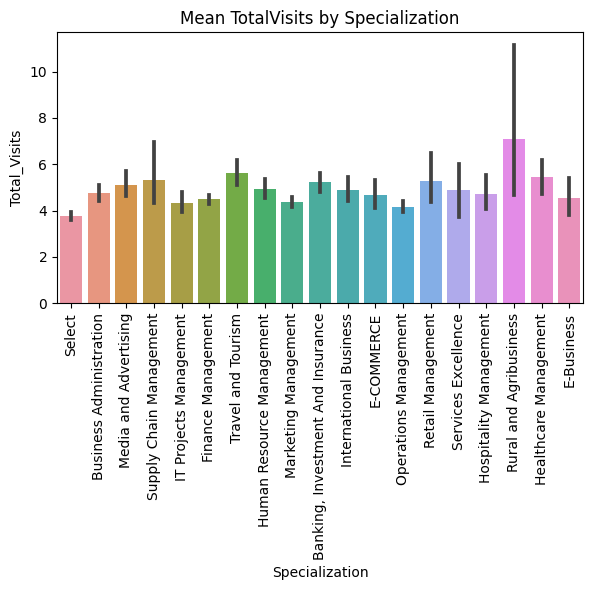 Mean TotalVisits by Specialization
Total_Visits
10
8
6
4
2
0
Select
Business Administration
Media and Advertising
Supply Chain Management
IT Projects Management
Finance Management
Travel and Tourism
Human Resource Management
Marketing Management
Banking, Investment And Insurance
International Business
E-COMMERCE
Operations Management
Retail Management
Services Excellence
Hospitality Management
Rural and Agribusiness
Healthcare Management
E-Business
Specialization